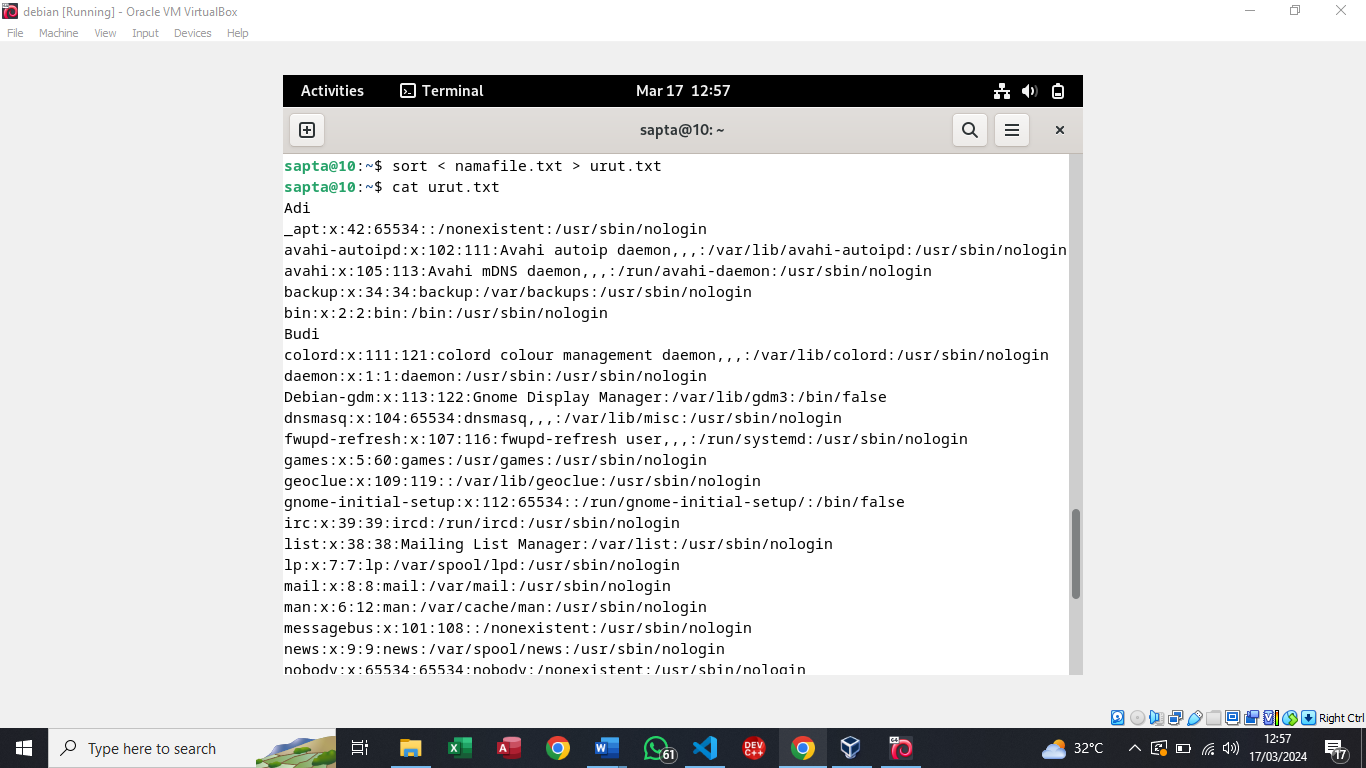 debian [Running] - Oracle VM VirtualBox
File Machine View Input Devices Help
Activities Terminal Mar 17 12:57
sapta@10: ~
sapta@10:~$ sort < namafile.txt > urut.txt
sapta@10:~$ cat urut.txt
Adi
_apt:x:42:65534::/nonexistent:/usr/sbin/nologin
avahi-autoipd:x:102:111:Avahi autoip daemon,,,:/var/lib/avahi-autoipd:/usr/sbin/nologin
avahi:x:105:113:Avahi mDNS daemon,,,:/run/avahi-daemon:/usr/sbin/nologin
backup:x:34:34:backup:/var/backups:/usr/sbin/nologin
bin:x:2:2:bin:/bin:/usr/sbin/nologin
Budi
colord:x:111:121:colord colour management daemon,,,:/var/lib/colord:/usr/sbin/nologin
daemon:x:1:1:daemon:/usr/sbin:/usr/sbin/nologin
Debian-gdm:x:113:122:Gnome Display Manager:/var/lib/gdm3:/bin/false
dnsmasq:x:104:65534:dnsmasq,,,:/var/lib/misc:/usr/sbin/nologin
fwupd-refresh:x:107:116:fwupd-refresh user,,,:/run/systemd:/usr/sbin/nologin
games:x:5:60:games:/usr/games:/usr/sbin/nologin
geoclue:x:109:119::/var/lib/geoclue:/usr/sbin/nologin
gnome-initial-setup:x:112:65534::/run/gnome-initial-setup/:/bin/false
irc:x:39:39:ircd:/run/ircd:/usr/sbin/nologin
list:x:38:38:Mailing List Manager:/var/list:/usr/sbin/nologin
lp:x:7:7:lp:/var/spool/lpd:/usr/sbin/nologin
mail:x:8:8:mail:/var/mail:/usr/sbin/nologin
man:x:6:12:man:/var/cache/man:/usr/sbin/nologin
messagebus:x:101:108::/nonexistent:/usr/sbin/nologin
news:x:9:9:news:/var/spool/news:/usr/sbin/nologin
nobody:x:65534:65534:nobody:/nonexistent:/usr/sbin/nologin
Right Ctrl
Type here to search
61
DEV C++
32°C
12:57
17/03/2024
17